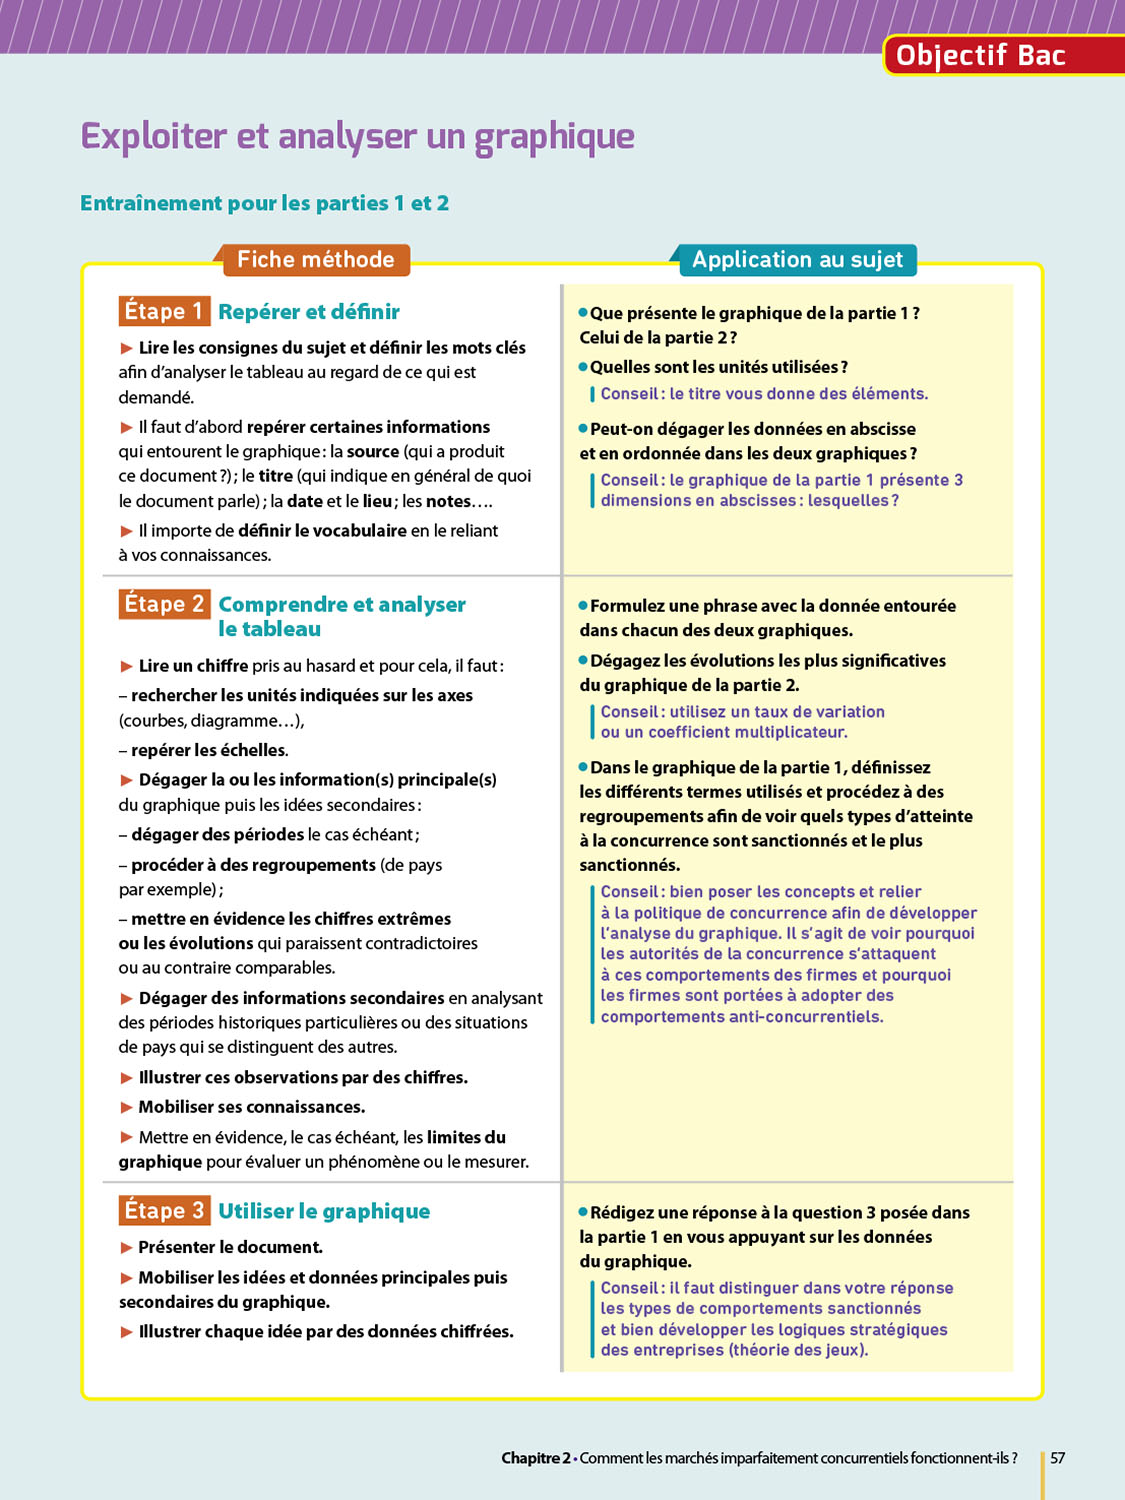 Objectif Bac
Exploiter et analyser un graphique
Entraînement pour les parties 1 et 2
Fiche méthode
Étape 1 Repérer et définir
► Lire les consignes du sujet et définir les mots clés
afin d'analyser le tableau au regard de ce qui est
demandé.
► Il faut d'abord repérer certaines informations
qui entourent le graphique : la source (qui a produit
ce document ?) ; le titre (qui indique en général de quoi
le document parle) ; la date et le lieu ; les notes….
► Il importe de définir le vocabulaire en le reliant
à vos connaissances.
Application au sujet
• Que présente le graphique de la partie 1 ?
Celui de la partie 2 ?
• Quelles sont les unités utilisées ?
Conseil : le titre vous donne des éléments.
• Peut-on dégager les données en abscisse
et en ordonnée dans les deux graphiques ?
Conseil : le graphique de la partie 1 présente 3
dimensions en abscisses : lesquelles ?
Étape 2 Comprendre et analyser
le tableau
► Lire un chiffre pris au hasard et pour cela, il faut :
– rechercher les unités indiquées sur les axes
(courbes, diagramme…),
– repérer les échelles.
► Dégager la ou les information(s) principale(s)
du graphique puis les idées secondaires :
– dégager des périodes le cas échéant ;
– procéder à des regroupements (de pays
par exemple) ;
– mettre en évidence les chiffres extrêmes
ou les évolutions qui paraissent contradictoires
ou au contraire comparables.
► Dégager des informations secondaires en analysant
des périodes historiques particulières ou des situations
de pays qui se distinguent des autres.
► Illustrer ces observations par des chiffres.
► Mobiliser ses connaissances.
► Mettre en évidence, le cas échéant, les limites du
graphique pour évaluer un phénomène ou le mesurer.
• Formulez une phrase avec la donnée entourée
dans chacun des deux graphiques.
• Dégagez les évolutions les plus significatives
du graphique de la partie 2.
Conseil : utilisez un taux de variation
ou un coefficient multiplicateur.
• Dans le graphique de la partie 1, définissez
les différents termes utilisés et procédez à des
regroupements afin de voir quels types d'atteinte
à la concurrence sont sanctionnés et le plus
sanctionnés.
Conseil : bien poser les concepts et relier
à la politique de concurrence afin de développer
l'analyse du graphique. Il s'agit de voir pourquoi
les autorités de la concurrence s'attaquent
à ces comportements des firmes et pourquoi
les firmes sont portées à adopter des
comportements anti-concurrentiels.
Étape 3 Utiliser le graphique
► Présenter le document.
► Mobiliser les idées et données principales puis
secondaires du graphique.
► Illustrer chaque idée par des données chiffrées.
• Rédigez une réponse à la question 3 posée dans
la partie 1 en vous appuyant sur les données
du graphique.
Conseil : il faut distinguer dans votre réponse
les types de comportements sanctionnés
et bien développer les logiques stratégiques
des entreprises (théorie des jeux).
Chapitre 2 • Comment les marchés imparfaitement concurrentiels fonctionnent-ils ? 57